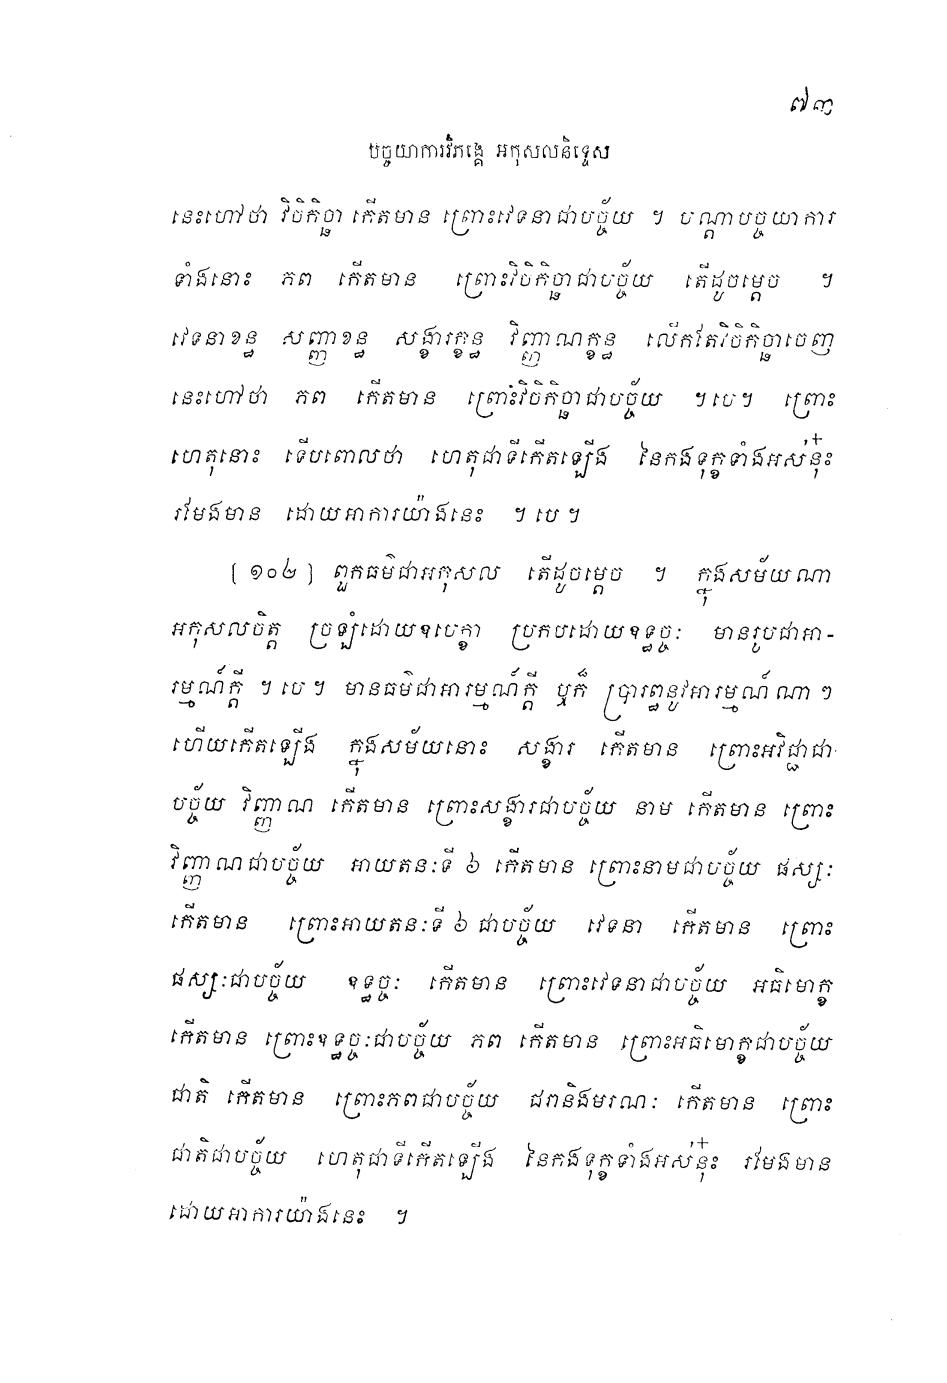 ៧៣
បច្ចយាការវិភង្គេ អកុសលនិទ្ទេស
នេះហៅថា វិចិកិច្ឆា កើតមាន ព្រោះវេទនាជាបច្ច័យ ។ បណ្តាបច្ចយាការ
ទាំងនោះ ភព កើតមាន ព្រោះវិចិកិច្ឆាជាបច្ច័យ តើដូចម្តេច ។
វេទនាខន្ធ សញ្ញាខន្ធ សង្ខារក្ខន្ធ វិញ្ញាណក្ខន្ធ លើកតែវិចិកិច្ឆាចេញ
នេះហៅថា ភព កើតមាន ព្រោះវិចិកិច្ឆាជាបច្ច័យ ។បេ។ ព្រោះ
ហេតុនោះ ទើបពោលថា ហេតុជាទីកើតឡើង នៃកងទុក្ខទាំងអស់នុ៎ះ
រមែងមាន ដោយអាការយ៉ាងនេះ ។ បេ ។
[ ១០៤ ] ពួកធម៌ជាអកុសល តើដូចម្តេច ។ ក្នុងសម័យណា
អកុសលចិត្ត ច្រឡំដោយឧបេក្ខា ប្រកបដោយឧទ្ធច្ចៈ មានរូបជាអា-
រម្មណ៍ក្តី ។ បេ ។ មានធម៌ជាអារម្មណ៍ក្តី ឬក៏ ប្រារព្ធនូវអារម្មណ៍ណា ៗ
ហើយកើតឡើង ក្នុងសម័យនោះ សង្ខារ កើតមាន ព្រោះអវិជ្ជាជា
បច្ច័យ វិញ្ញាណ កើតមាន ព្រោះសង្ខារជាបច្ច័យ នាម កើតមាន ព្រោះ
វិញ្ញាណជាបច្ច័យ អាយតនៈទី ៦ កើតមាន ព្រោះនាមជាបច្ច័យ ផស្សៈ
កើតមាន ព្រោះអាយតនៈទី ៦ ជាបច្ច័យ វេទនា កើតមាន ព្រោះ
ផស្សៈជាបច្ច័យ ឧទ្ធច្ចៈ កើតមាន ព្រោះវេទនាជាបច្ច័យ អធិមោក្ខ
កើតមាន ព្រោះឧទ្ធច្ចៈជាបច្ច័យ ភព កើតមាន ព្រោះអធិមោក្ខជាបច្ច័យ
ជាតិ កើតមាន ព្រោះភពជាបច្ច័យ ជរានិងមរណៈ កើតមាន ព្រោះ
ជាតិជាបច្ច័យ ហេតុជាទីកើតឡើង នៃកងទុក្ខទាំងអស់នុ៎ះ រមែងមាន
ដោយអាការយ៉ាងនេះ ។